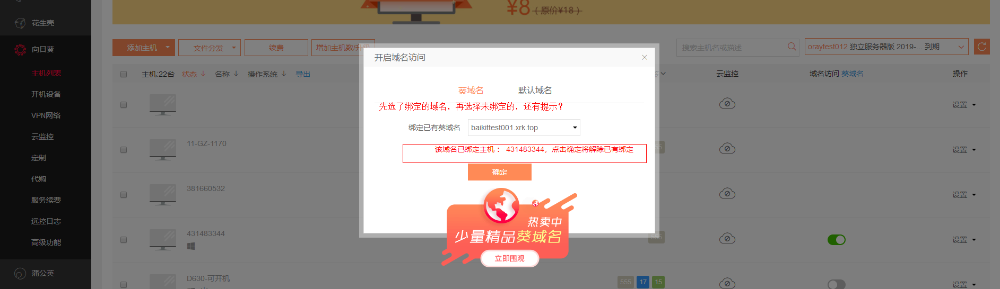 ¥8 (原价¥18)
花生壳
向日葵
主机列表
开机设备
VPN网络
云监控
定制
代购
服务续费
远控日志
高级功能
蒲公英
添加主机
文件分发
续费
增加主机数/升级
搜索主机名或描述
oraytest012 独立服务器版 2019-... 到期
主机:22台 状态 名称 操作系统 导出
云监控 域名访问 葵域名 操作
设置
11-GZ-1170
设置
381660532
设置
431483344
555
设置
D630-可开机
555 17 15
设置
开启域名访问
葵域名 默认域名
先选了绑定的域名，再选择未绑定的，还有提示？
绑定已有葵域名 baikittest001.xrk.top
该域名已绑定主机： 431483344，点击确定将解除已有绑定
确定
热卖中
少量精品葵域名
立即围观